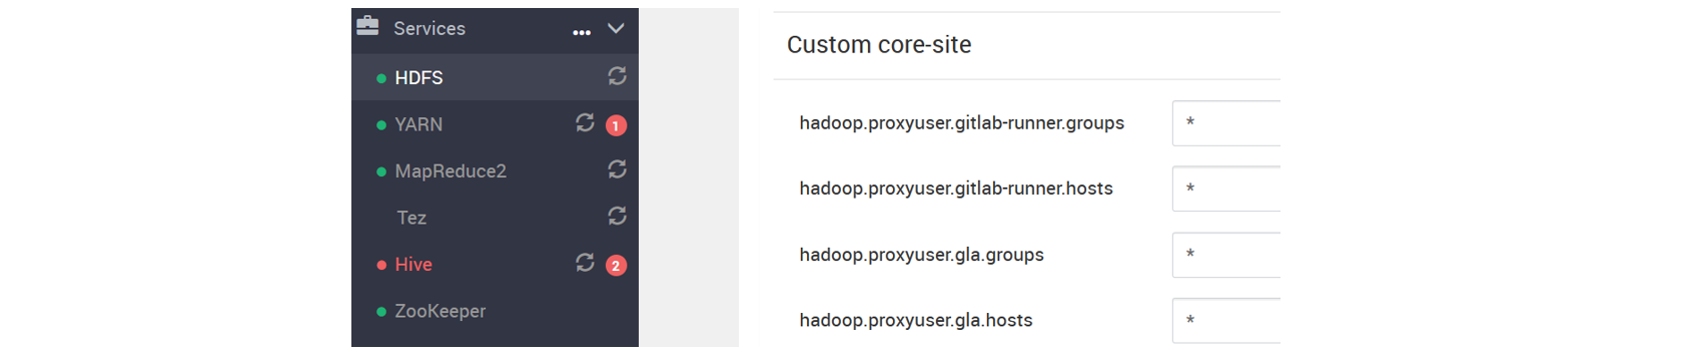 Services
HDFS
YARN 1
MapReduce2
Tez
Hive 2
ZooKeeper
Custom core-site
hadoop.proxyuser.gitlab-runner.groups *
hadoop.proxyuser.gitlab-runner.hosts *
hadoop.proxyuser.gla.groups *
hadoop.proxyuser.gla.hosts *